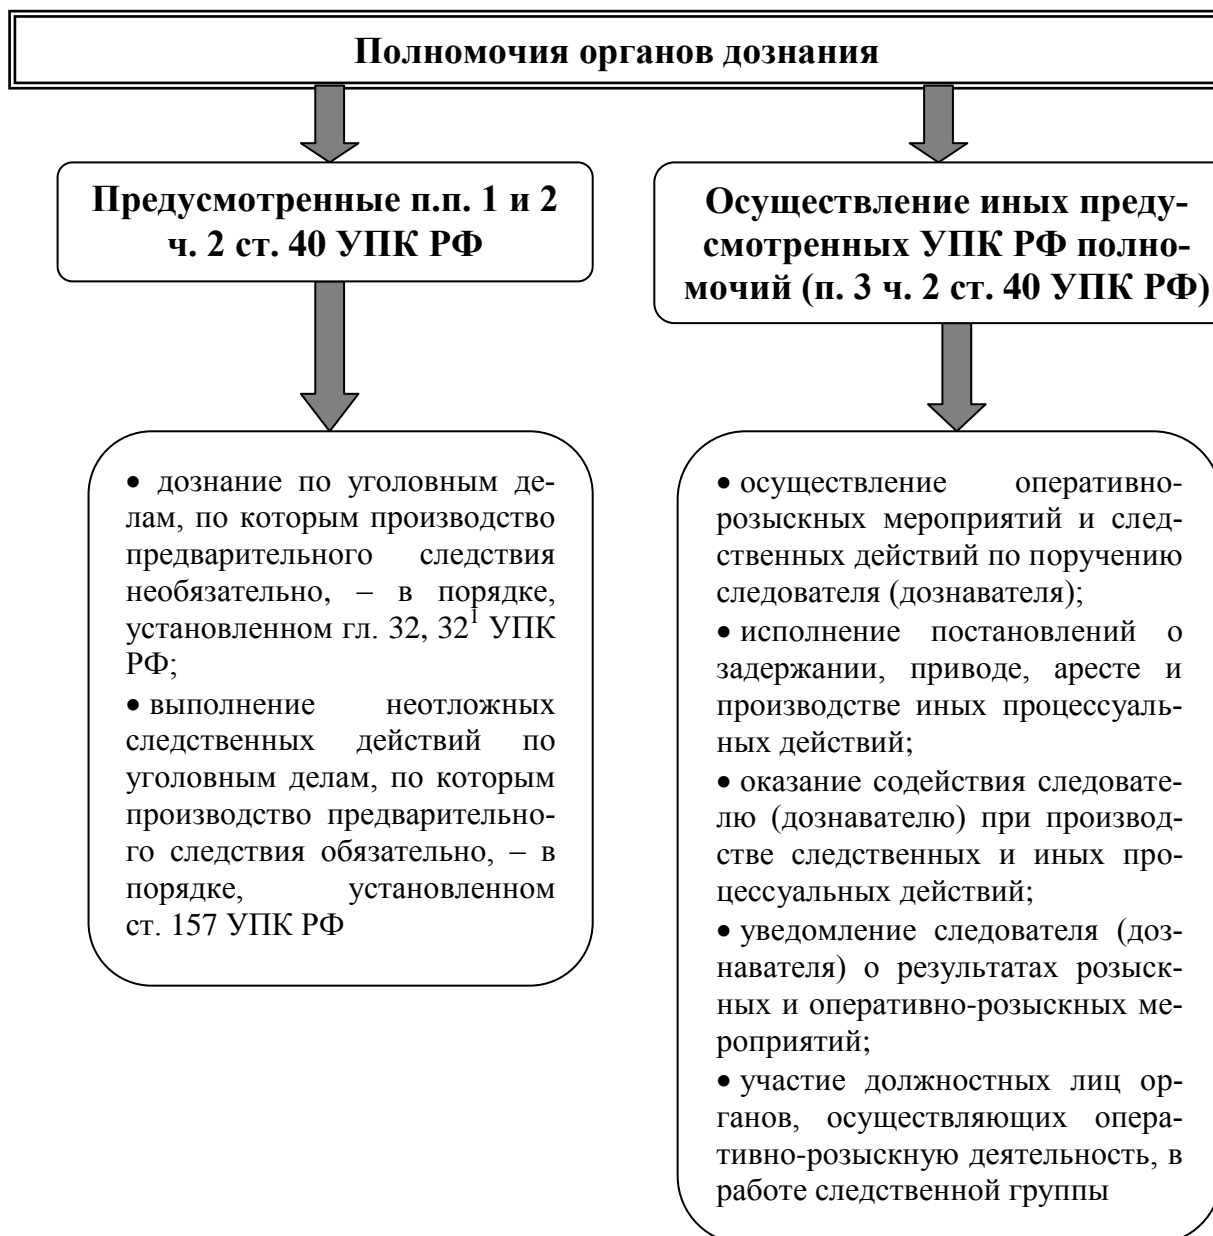 Полномочия органов дознания
Предусмотренные п.п. 1 и 2
ч. 2 ст. 40 УПК РФ
Осуществление иных преду-
смотренных УПК РФ полно-
мочий (п. 3 ч. 2 ст. 40 УПК РФ)
• дознание по уголовным де-
лам, по которым производство
предварительного следствия
необязательно, – в порядке,
установленном гл. 32, 32¹ УПК
РФ;
• выполнение неотложных
следственных действий по
уголовным делам, по которым
производство предварительно-
го следствия обязательно, – в
порядке, установленном
ст. 157 УПК РФ
• осуществление оперативно-
розыскных мероприятий и след-
ственных действий по поручению
следователя (дознавателя);
• исполнение постановлений о
задержании, приводе, аресте и
производстве иных процессуаль-
ных действий;
• оказание содействия следовате-
лю (дознавателю) при производ-
стве следственных и иных про-
цессуальных действий;
• уведомление следователя (доз-
навателя) о результатах розыск-
ных и оперативно-розыскных ме-
роприятий;
• участие должностных лиц ор-
ганов, осуществляющих опера-
тивно-розыскную деятельность, в
работе следственной группы